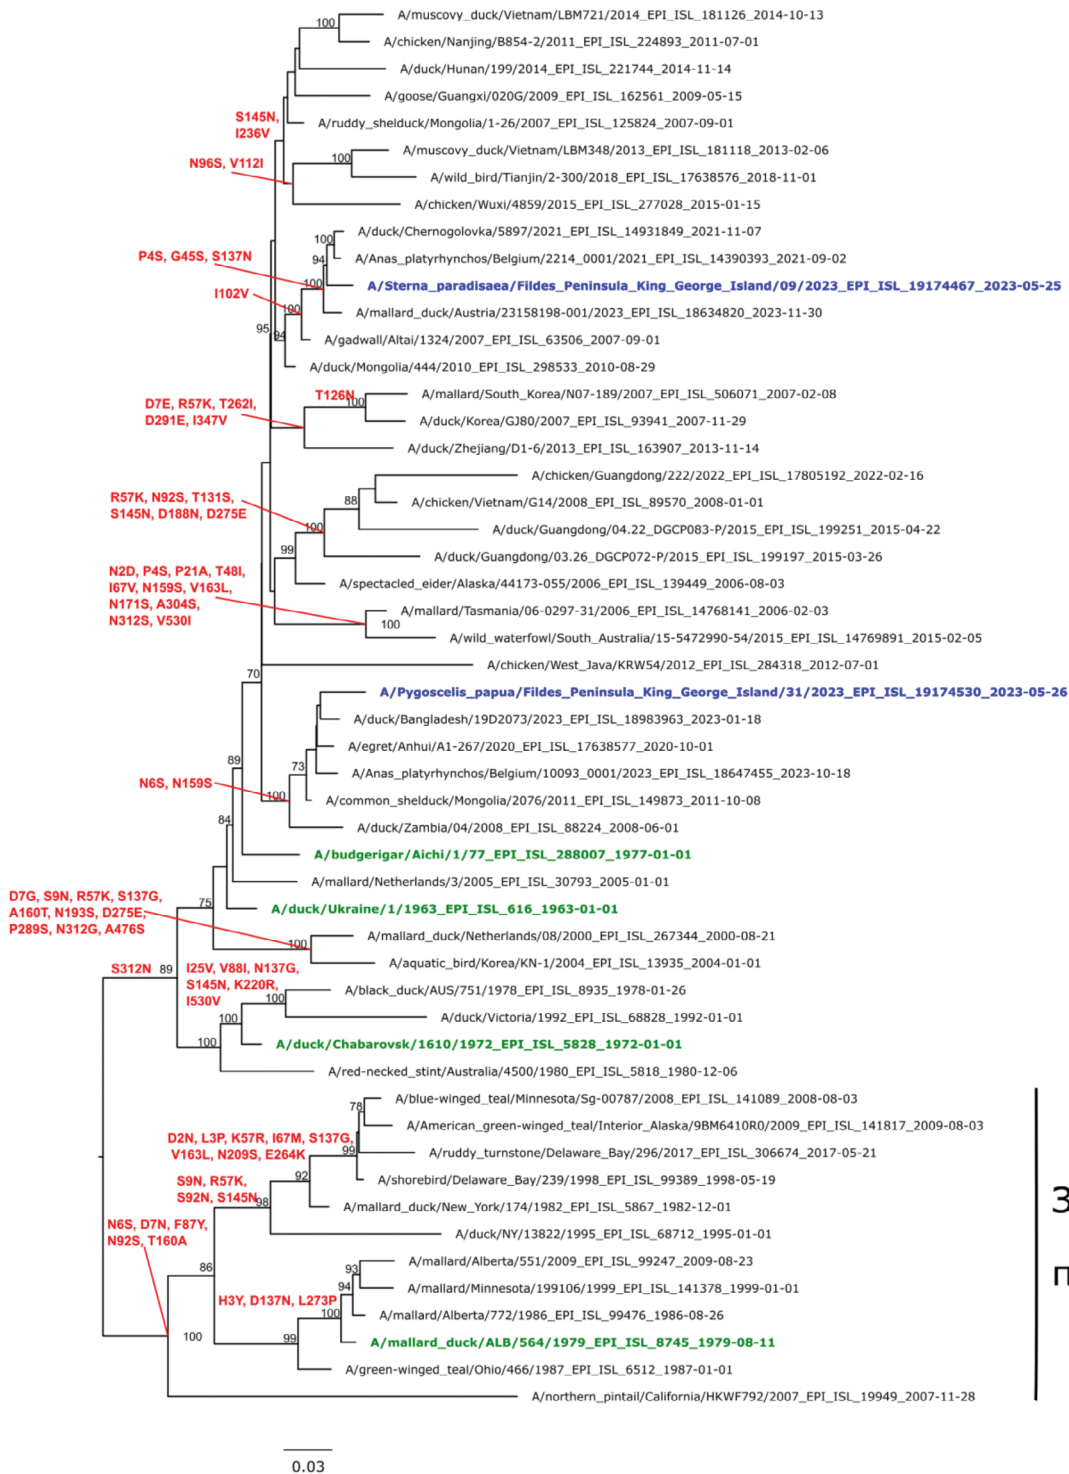 A/muscovy_duck/Vietnam/LBM721/2014_EPI_ISL_181126_2014-10-13
100
A/chicken/Nanjing/B854-2/2011_EPI_ISL_224893_2011-07-01
A/duck/Hunan/199/2014_EPI_ISL_221744_2014-11-14
A/goose/Guangxi/020G/2009_EPI_ISL_162561_2009-05-15
S145N,
I236V
A/ruddy_shelduck/Mongolia/1-26/2007_EPI_ISL_125824_2007-09-01
A/muscovy_duck/Vietnam/LBM348/2013_EPI_ISL_181118_2013-02-06
100
N96S, V112I
A/wild_bird/Tianjin/2-300/2018_EPI_ISL_17638576_2018-11-01
A/chicken/Wuxi/4859/2015_EPI_ISL_277028_2015-01-15
A/duck/Chernogolovka/5897/2021_EPI_ISL_14931849_2021-11-07
100
P4S, G45S, S137N
94
A/Anas_platyrhynchos/Belgium/2214_0001/2021_EPI_ISL_14390393_2021-09-02
100
A/Sterna_paradisaea/Fildes_Peninsula_King_George_Island/09/2023_EPI_ISL_19174467_2023-05-25
I102V
100
A/mallard_duck/Austria/23158198-001/2023_EPI_ISL_18634820_2023-11-30
95
94
A/gadwall/Altai/1324/2007_EPI_ISL_63506_2007-09-01
A/duck/Mongolia/444/2010_EPI_ISL_298533_2010-08-29
T126N
100
A/mallard/South_Korea/N07-189/2007_EPI_ISL_506071_2007-02-08
D7E, R57K, T262I,
D291E, I347V
A/duck/Korea/GJ80/2007_EPI_ISL_93941_2007-11-29
A/duck/Zhejiang/D1-6/2013_EPI_ISL_163907_2013-11-14
A/chicken/Guangdong/222/2022_EPI_ISL_17805192_2022-02-16
88
R57K, N92S, T131S,
S145N, D188N, D275E
A/chicken/Vietnam/G14/2008_EPI_ISL_89570_2008-01-01
100
A/duck/Guangdong/04.22_DGCP083-P/2015_EPI_ISL_199251_2015-04-22
99
A/duck/Guangdong/03.26_DGCP072-P/2015_EPI_ISL_199197_2015-03-26
N2D, P4S, P21A, T48I,
I67V, N159S, V163L,
N171S, A304S,
N312S, V530I
A/spectacled_eider/Alaska/44173-055/2006_EPI_ISL_139449_2006-08-03
A/mallard/Tasmania/06-0297-31/2006_EPI_ISL_14768141_2006-02-03
100
A/wild_waterfowl/South_Australia/15-5472990-54/2015_EPI_ISL_14769891_2015-02-05
A/chicken/West_Java/KRW54/2012_EPI_ISL_284318_2012-07-01
70
A/Pygoscelis_papua/Fildes_Peninsula_King_George_Island/31/2023_EPI_ISL_19174530_2023-05-26
A/duck/Bangladesh/19D2073/2023_EPI_ISL_18983963_2023-01-18
A/egret/Anhui/A1-267/2020_EPI_ISL_17638577_2020-10-01
89
73
A/Anas_platyrhynchos/Belgium/10093_0001/2023_EPI_ISL_18647455_2023-10-18
N6S, N159S
100
A/common_shelduck/Mongolia/2076/2011_EPI_ISL_149873_2011-10-08
84
A/duck/Zambia/04/2008_EPI_ISL_88224_2008-06-01
A/budgerigar/Aichi/1/77_EPI_ISL_288007_1977-01-01
A/mallard/Netherlands/3/2005_EPI_ISL_30793_2005-01-01
D7G, S9N, R57K, S137G,
A160T, N193S, D275E,
P289S, N312G, A476S
75
A/duck/Ukraine/1/1963_EPI_ISL_616_1963-01-01
A/mallard_duck/Netherlands/08/2000_EPI_ISL_267344_2000-08-21
100
A/aquatic_bird/Korea/KN-1/2004_EPI_ISL_13935_2004-01-01
S312N
89
I25V, V88I, N137G,
S145N, K220R,
I530V
A/black_duck/AUS/751/1978_EPI_ISL_8935_1978-01-26
100
A/duck/Victoria/1992_EPI_ISL_68828_1992-01-01
100
100
A/duck/Chabarovsk/1610/1972_EPI_ISL_5828_1972-01-01
A/red-necked_stint/Australia/4500/1980_EPI_ISL_5818_1980-12-06
A/blue-winged_teal/Minnesota/Sg-00787/2008_EPI_ISL_141089_2008-08-03
78
A/American_green-winged_teal/Interior_Alaska/9BM6410R0/2009_EPI_ISL_141817_2009-08-03
D2N, L3P, K57R, I67M, S137G,
V163L, N209S, E264K
99
A/ruddy_turnstone/Delaware_Bay/296/2017_EPI_ISL_306674_2017-05-21
92
A/shorebird/Delaware_Bay/239/1998_EPI_ISL_99389_1998-05-19
S9N, R57K,
S92N, S145N
98
A/mallard_duck/New_York/174/1982_EPI_ISL_5867_1982-12-01
A/duck/NY/13822/1995_EPI_ISL_68712_1995-01-01
N6S, D7N, F87Y,
N92S, T160A
86
A/mallard/Alberta/551/2009_EPI_ISL_99247_2009-08-23
93
94
A/mallard/Minnesota/199106/1999_EPI_ISL_141378_1999-01-01
H3Y, D137N, L273P
100
A/mallard/Alberta/772/1986_EPI_ISL_99476_1986-08-26
100
99
A/mallard_duck/ALB/564/1979_EPI_ISL_8745_1979-08-11
A/green-winged_teal/Ohio/466/1987_EPI_ISL_6512_1987-01-01
A/northern_pintail/California/HKWF792/2007_EPI_ISL_19949_2007-11-28
0.03